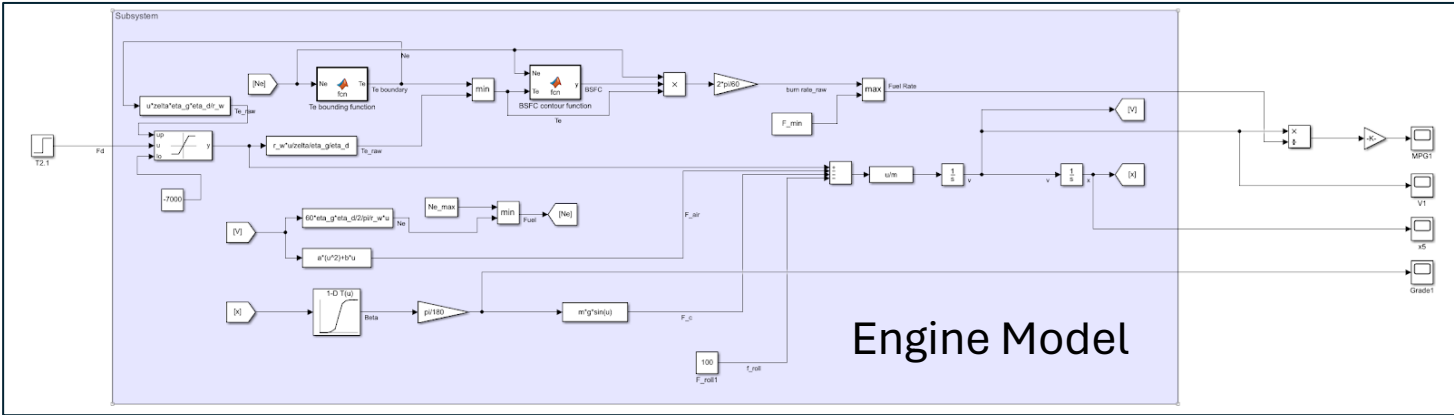 Subsystem
Ne
[Ne]
Ne
Te
fcn
Te boundary
Te bounding function
min
Ne
Te
fcn
y
BSFC
BSFC contour function
Te
×
2*pi/60
burn rate_raw
max
Fuel Rate
F_min
u*zelta*eta_g*eta_d/r_w
Te_raw
T2.1
Fd
up
u
lo
y
r_w*u/zelta/eta_g/eta_d
Te_raw
-7000
[V]
[x]
u/m
1
s
v
v
1
s
x
×
÷
-K-
MPG1
V1
x5
Grade1
[V]
60*eta_g*eta_d/2/pi/r_w*u
Ne
Ne_max
min
Fuel
[Ne]
F_air
a*(u^2)+b*u
[x]
1-D T(u)
Beta
pi/180
m*g*sin(u)
F_c
100
F_roll1
f_roll
Engine Model